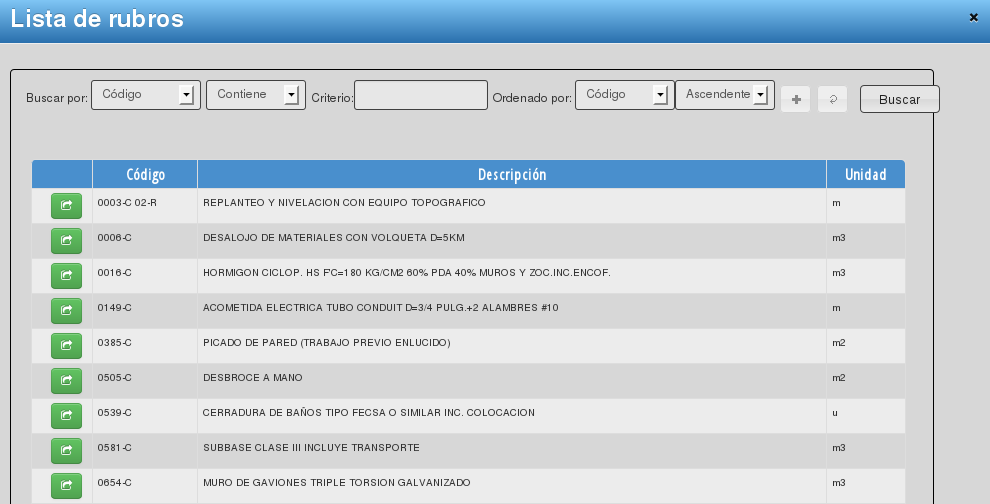 Lista de rubros
Buscar por: Código Contiene Criterio: Ordenado por: Código Ascendente Buscar
Código Descripción Unidad
0003-C 02-R REPLANTEO Y NIVELACION CON EQUIPO TOPOGRAFICO m
0006-C DESALOJO DE MATERIALES CON VOLQUETA D=5KM m3
0016-C HORMIGON CICLOP. HS F'C=180 KG/CM2 60% PDA 40% MUROS Y ZOC.INC.ENCOF. m3
0149-C ACOMETIDA ELECTRICA TUBO CONDUIT D=3/4 PULG.+2 ALAMBRES #10 m
0385-C PICADO DE PARED (TRABAJO PREVIO ENLUCIDO) m2
0505-C DESBROCE A MANO m2
0539-C CERRADURA DE BAÑOS TIPO FECSA O SIMILAR INC. COLOCACION u
0581-C SUBBASE CLASE III INCLUYE TRANSPORTE m3
0654-C MURO DE GAVIONES TRIPLE TORSION GALVANIZADO m3